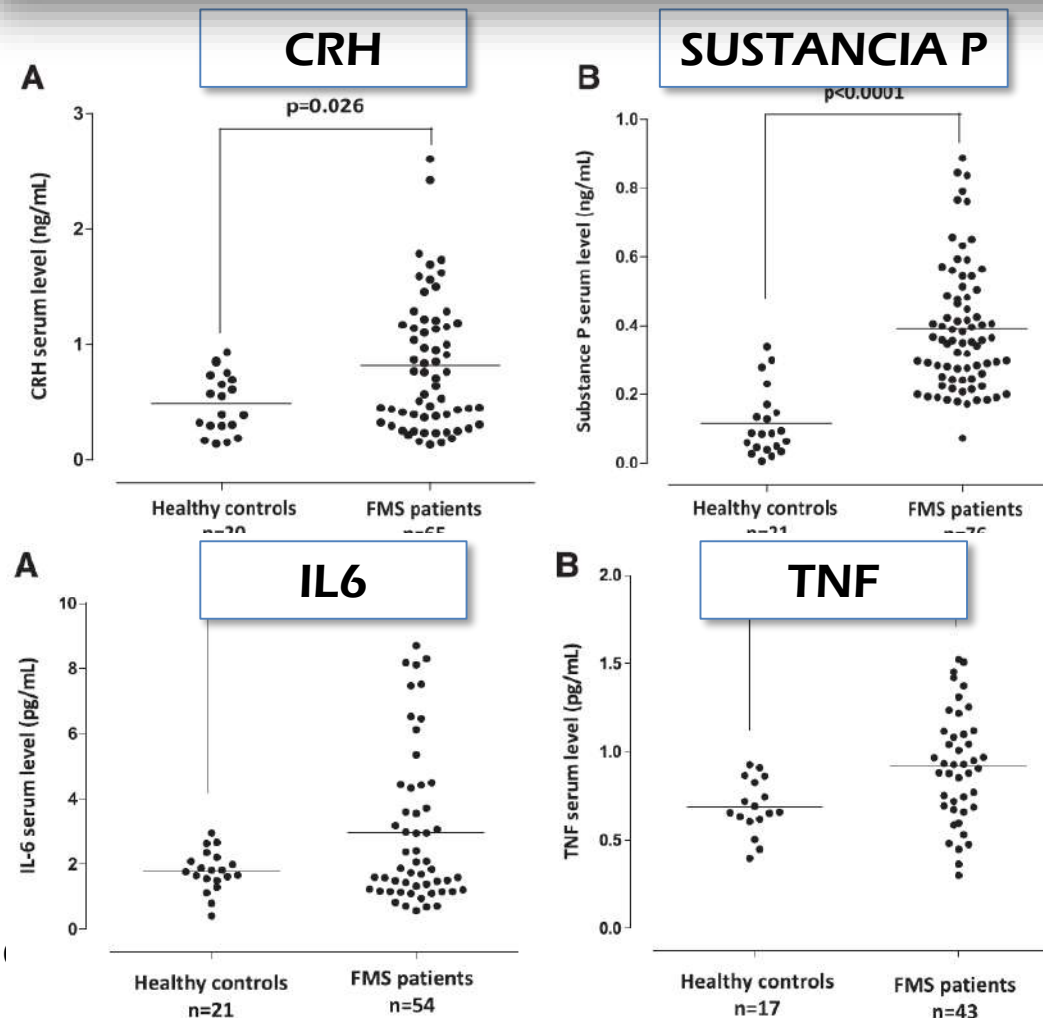 CRH
SUSTANCIA P
A
B
p=0.026
p<0.0001
3
2
1
0
CRH serum level (ng/mL)
Healthy controls
FMS patients
n=20
n=65
1.0
0.8
0.6
0.4
0.2
0.0
Substance P serum level (ng/mL)
Healthy controls
FMS patients
n=21
n=76
A
B
IL6
TNF
10
8
6
4
2
0
IL-6 serum level (pg/mL)
Healthy controls
FMS patients
n=21
n=54
2.0
1.5
1.0
0.5
0.0
TNF serum level (pg/mL)
Healthy controls
FMS patients
n=17
n=43